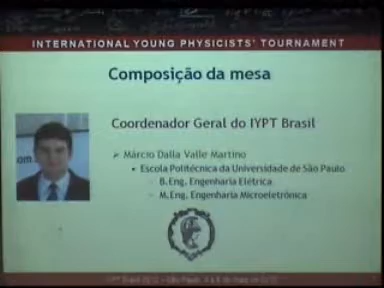 INTERNATIONAL YOUNG PHYSICISTS' TOURNAMENT
Composição da mesa
Coordenador Geral do IYPT Brasil
Márcio Dalla Valle Martino
Escola Politécnica da Universidade de São Paulo
B.Eng. Engenharia Elétrica
M.Eng. Engenharia Microeletrônica